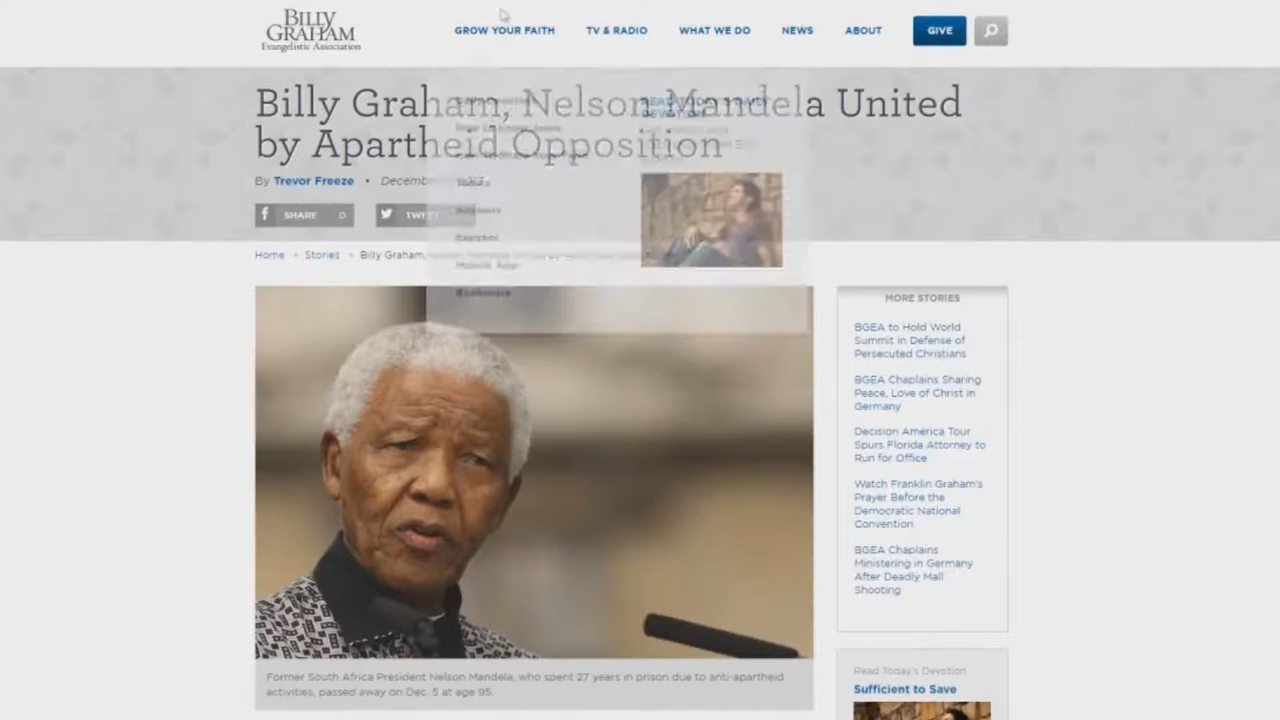 BILLY
GRAHAM
Evangelistic Association
GROW YOUR FAITH
TV & RADIO
WHAT WE DO
NEWS
ABOUT
GIVE
Billy Graham, Nelson Mandela United
by Apartheid Opposition
By Trevor Freeze •
SHARE 0
Home > Stories > Billy Graham,
MORE STORIES
BGEA to Hold World
Summit in Defense of
Persecuted Christians
BGEA Chaplains Sharing
Peace, Love of Christ in
Germany
Decision America Tour
Spurs Florida Attorney to
Run for Office
Watch Franklin Graham's
Prayer Before the
Democratic National
Convention
BGEA Chaplains
Ministering in Germany
After Deadly Mall
Shooting
Former South Africa President Nelson Mandela, who spent 27 years in prison due to anti-apartheid
activities, passed away on Dec. 5 at age 95.
Read Today's Devotion
Sufficient to Save